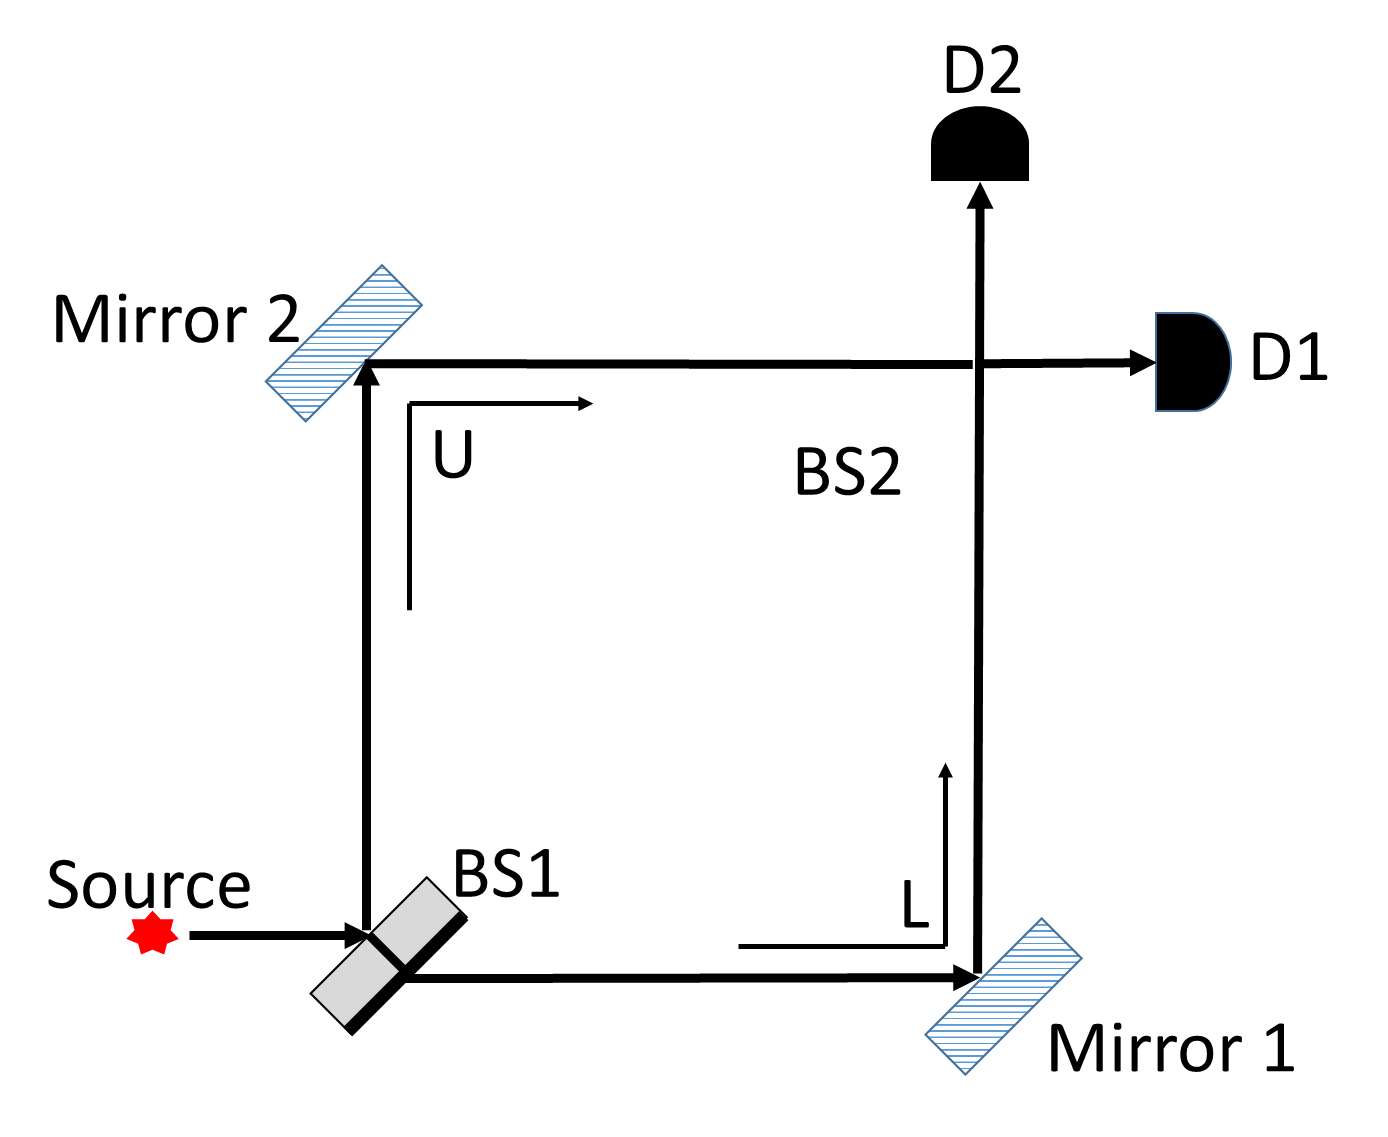 D2
Mirror 2
D1
U
BS2
Source
BS1
L
Mirror 1